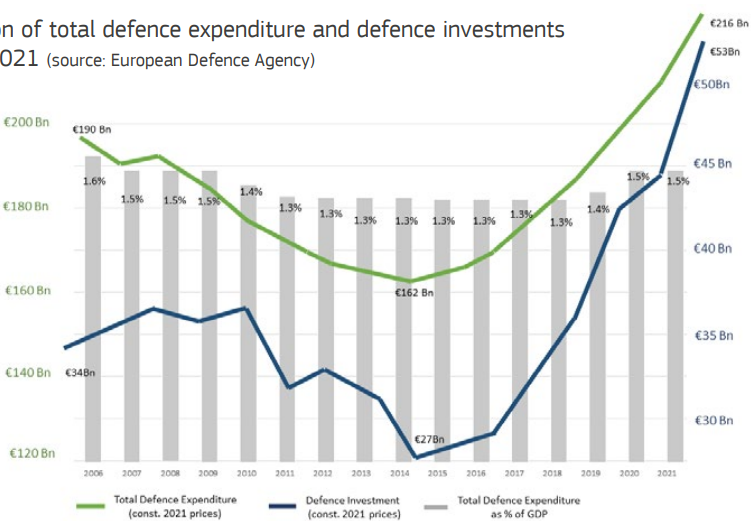 on of total defence expenditure and defence investments
021 (source: European Defence Agency)
€216 Bn
€53Bn
€50Bn
€200 Bn
€190 Bn
€45 Bn
1.6%
1.5%
1.5%
1.5%
1.4%
1.3%
1.3%
1.3%
1.3%
1.3%
1.3%
1.3%
1.3%
1.4%
1.5%
1.5%
€180 Bn
€40 Bn
€160 Bn
€162 Bn
€35 Bn
€140 Bn
€34Bn
€30 Bn
€27Bn
€120 Bn
2006 2007 2008 2009 2010 2011 2012 2013 2014 2015 2016 2017 2018 2019 2020 2021
Total Defence Expenditure
(const. 2021 prices)
Defence Investment
(const. 2021 prices)
Total Defence Expenditure
as % of GDP